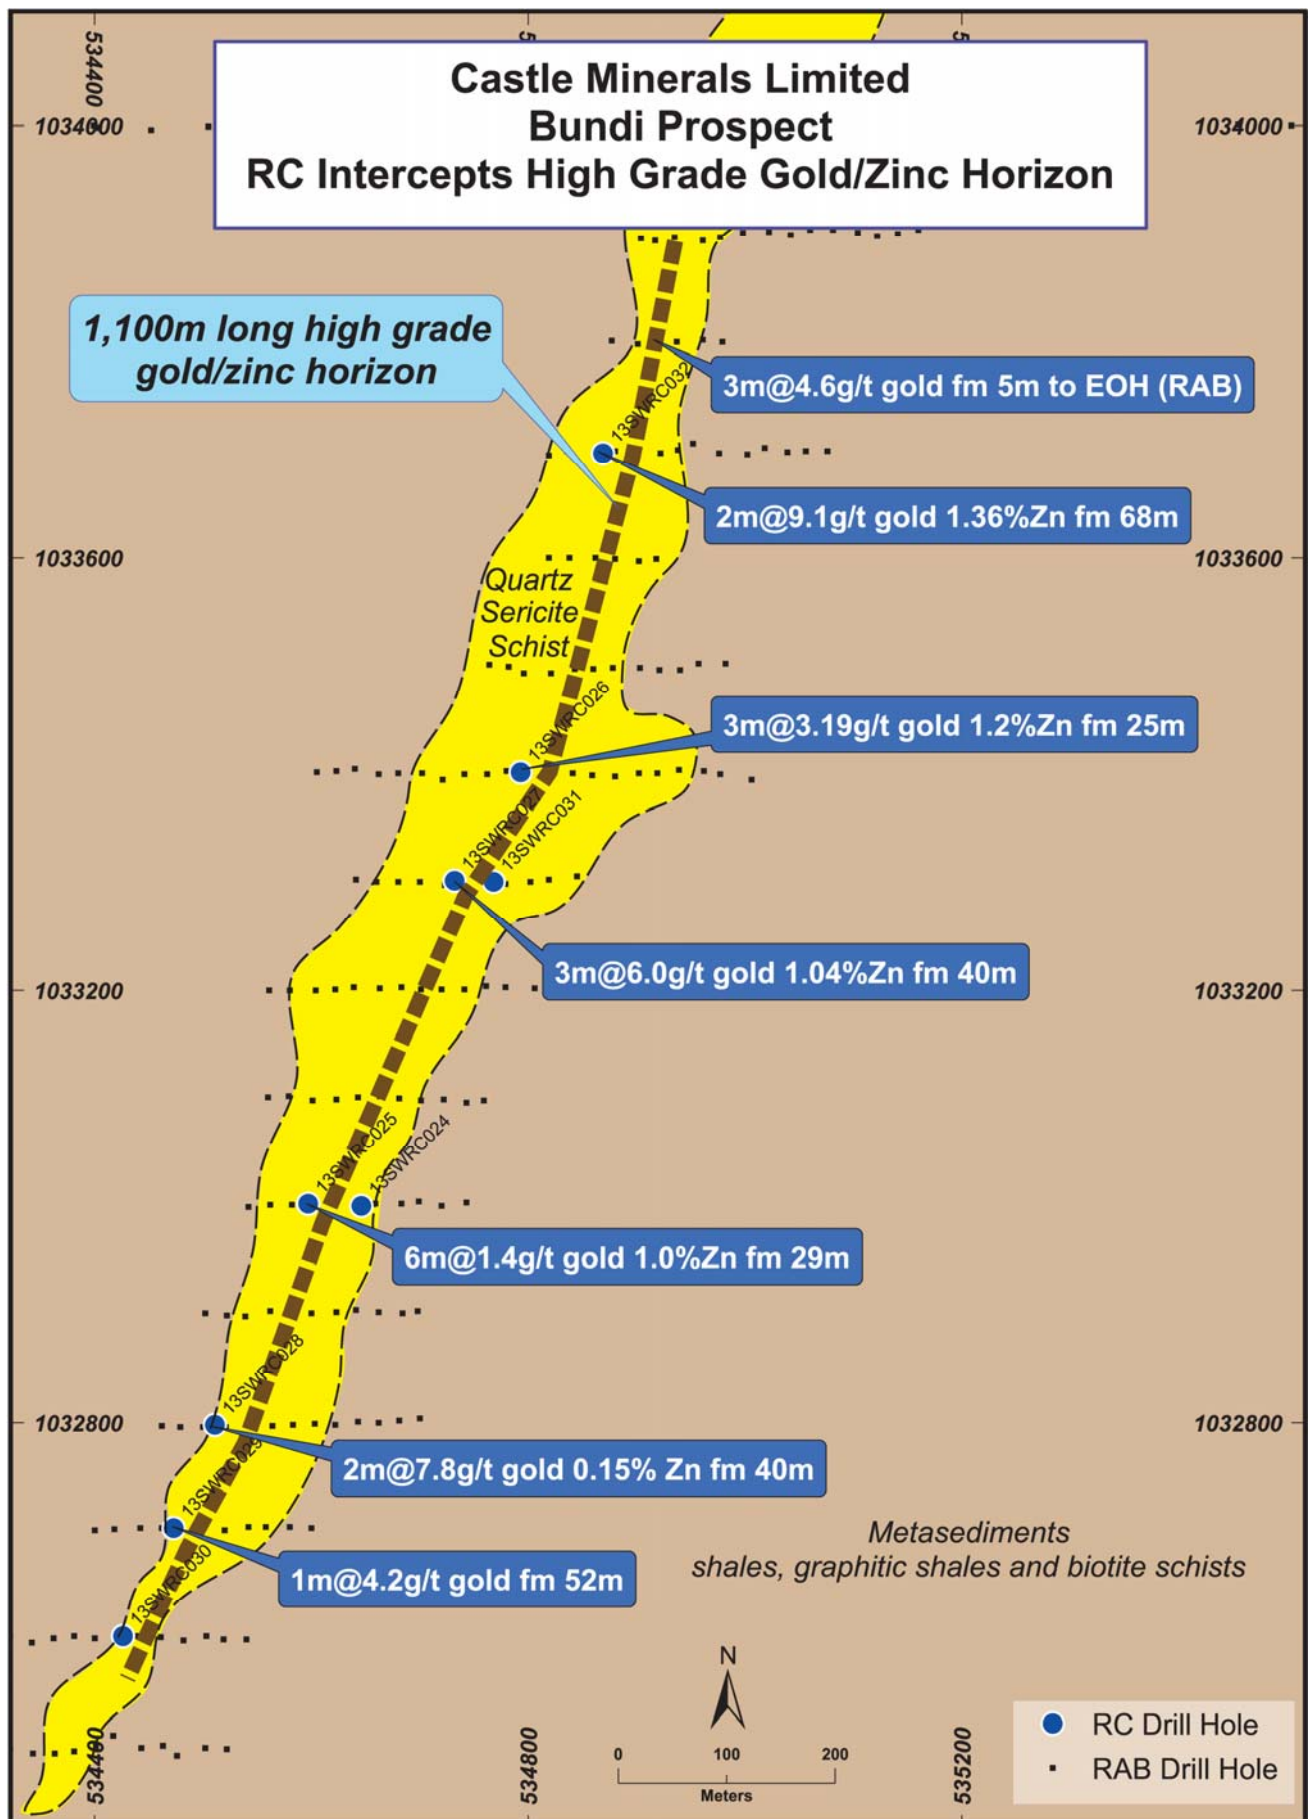 534400
5
5
Castle Minerals Limited
Bundi Prospect
RC Intercepts High Grade Gold/Zinc Horizon
1034000
1034000
1,100m long high grade
gold/zinc horizon
3m@4.6g/t gold fm 5m to EOH (RAB)
13SWRC032
2m@9.1g/t gold 1.36%Zn fm 68m
1033600
1033600
Quartz
Sericite
Schist
13SWRC026
3m@3.19g/t gold 1.2%Zn fm 25m
13SWRC027
13SWRC031
3m@6.0g/t gold 1.04%Zn fm 40m
1033200
1033200
13SWRC025
13SWRC024
6m@1.4g/t gold 1.0%Zn fm 29m
13SWRC028
1032800
1032800
13SWRC029
2m@7.8g/t gold 0.15% Zn fm 40m
Metasediments
shales, graphitic shales and biotite schists
13SWRC030
1m@4.2g/t gold fm 52m
N
0 100 200
Meters
534400
534800
535200
RC Drill Hole
RAB Drill Hole